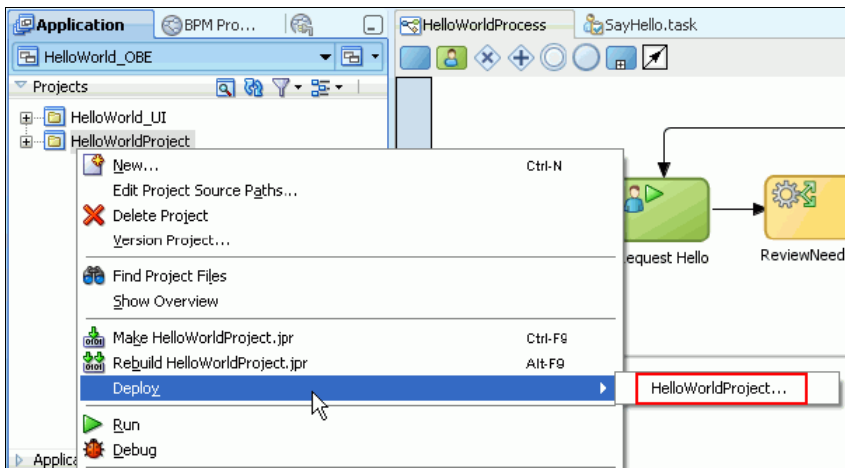 Application
BPM Pro...
HelloWorldProcess
SayHello.task
HelloWorld_OBE
Projects
HelloWorld_UI
HelloWorldProject
New... Ctrl-N
Edit Project Source Paths...
Delete Project
Version Project...
Find Project Files
Show Overview
Make HelloWorldProject.jpr Ctrl-F9
Rebuild HelloWorldProject.jpr Alt-F9
Deploy
HelloWorldProject...
Run
Debug
equest Hello
ReviewNeed
Applica